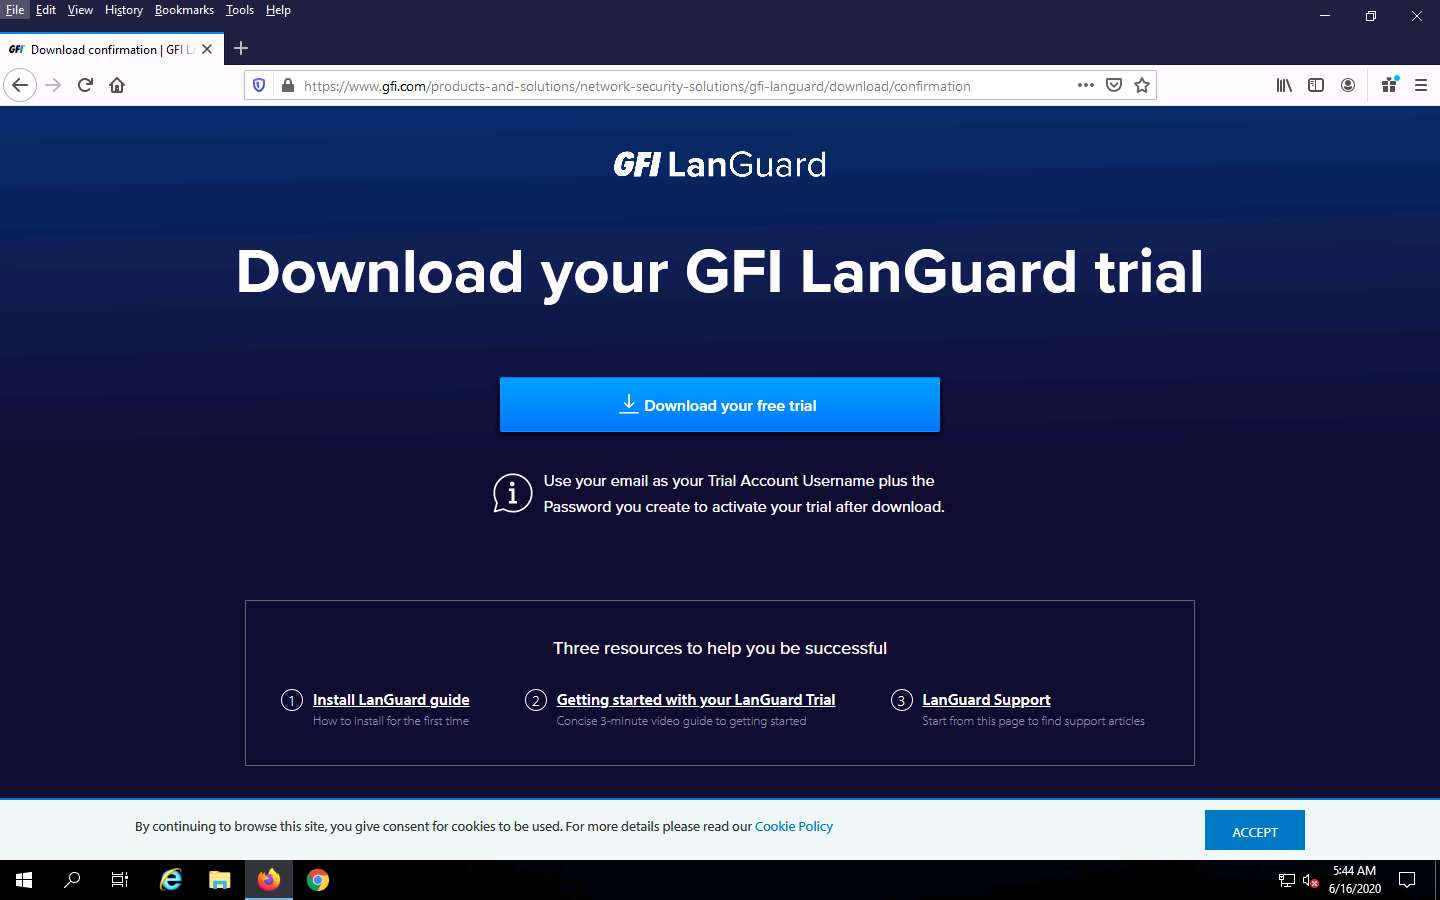 File Edit View History Bookmarks Tools Help
GFI Download confirmation | GFI L
https://www.gfi.com/products-and-solutions/network-security-solutions/gfi-languard/download/confirmation
GFI LanGuard
Download your GFI LanGuard trial
Download your free trial
Use your email as your Trial Account Username plus the
Password you create to activate your trial after download.
Three resources to help you be successful
1 Install LanGuard guide
How to install for the first time
2 Getting started with your LanGuard Trial
Concise 3-minute video guide to getting started
3 LanGuard Support
Start from this page to find support articles
By continuing to browse this site, you give consent for cookies to be used. For more details please read our Cookie Policy
ACCEPT
5:44 AM
6/16/2020